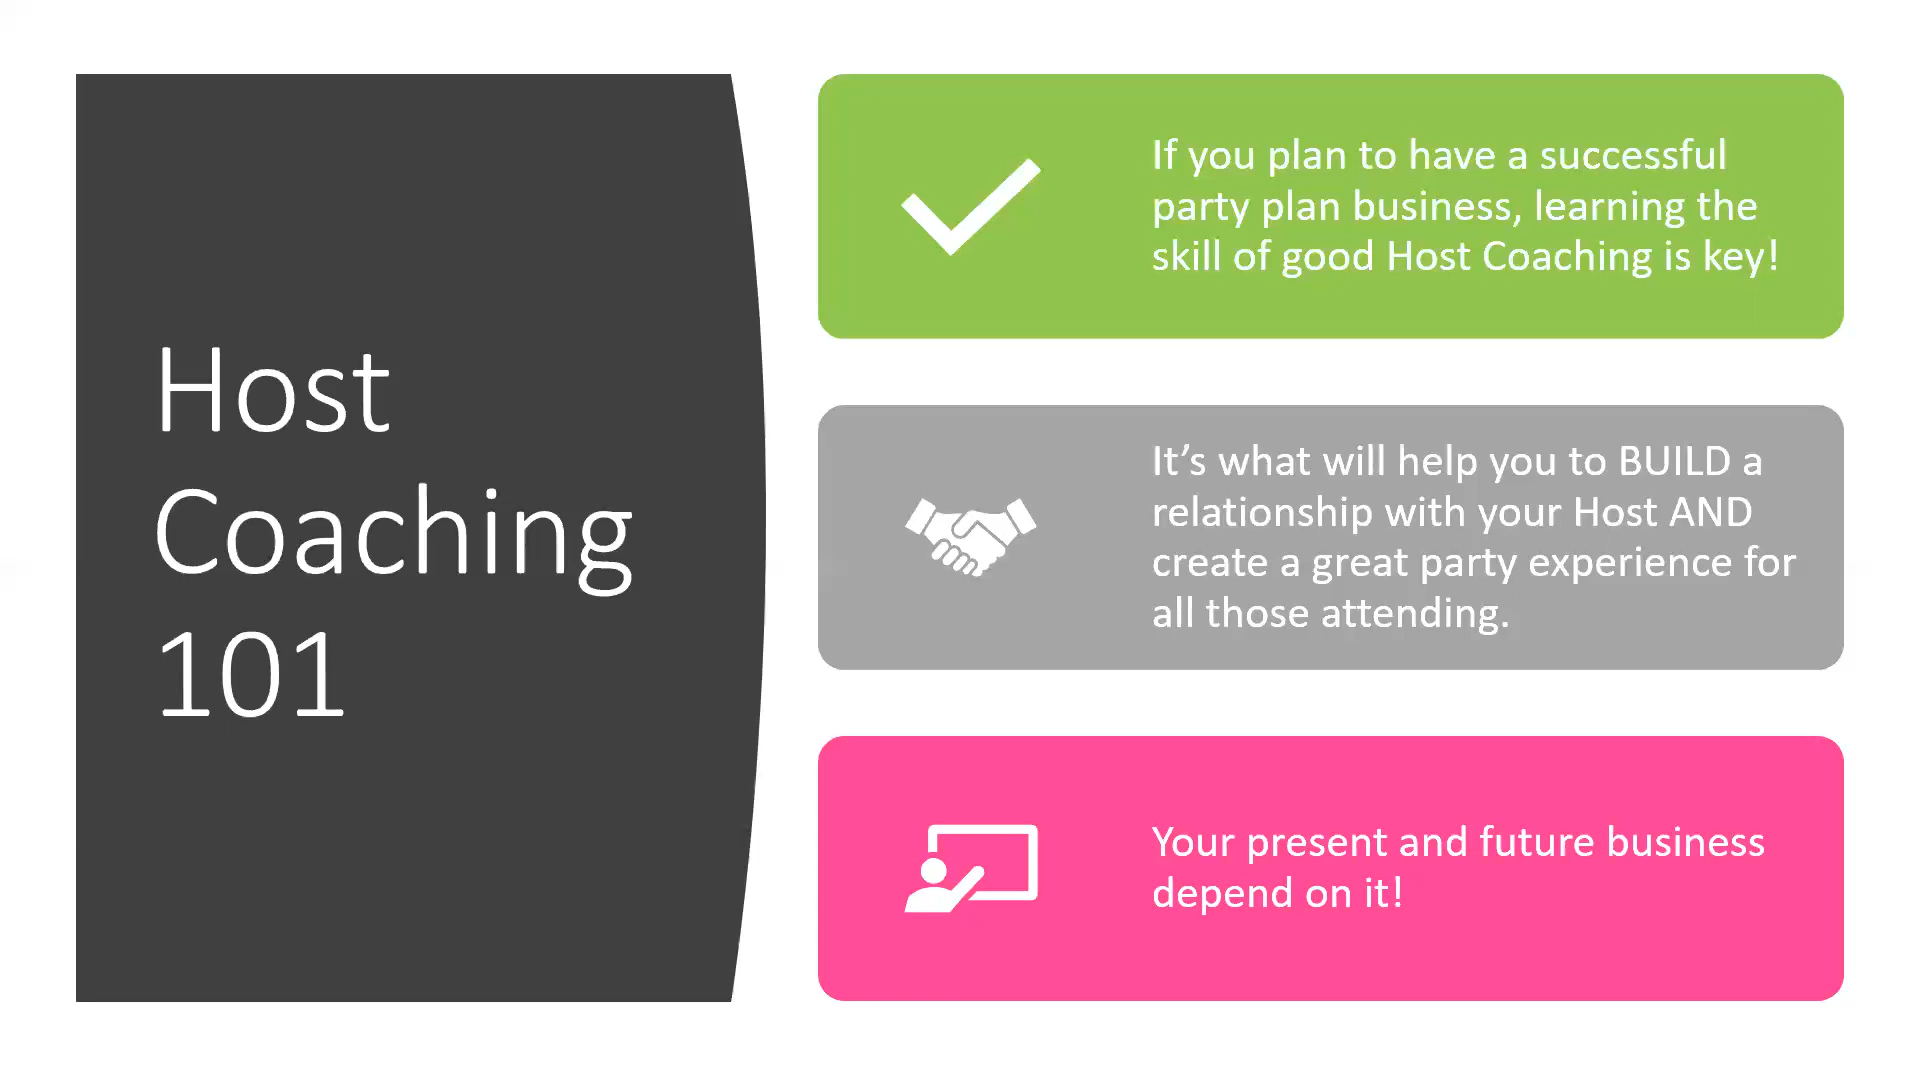 Host
Coaching
101
If you plan to have a successful
party plan business, learning the
skill of good Host Coaching is key!
It’s what will help you to BUILD a
relationship with your Host AND
create a great party experience for
all those attending.
Your present and future business
depend on it!